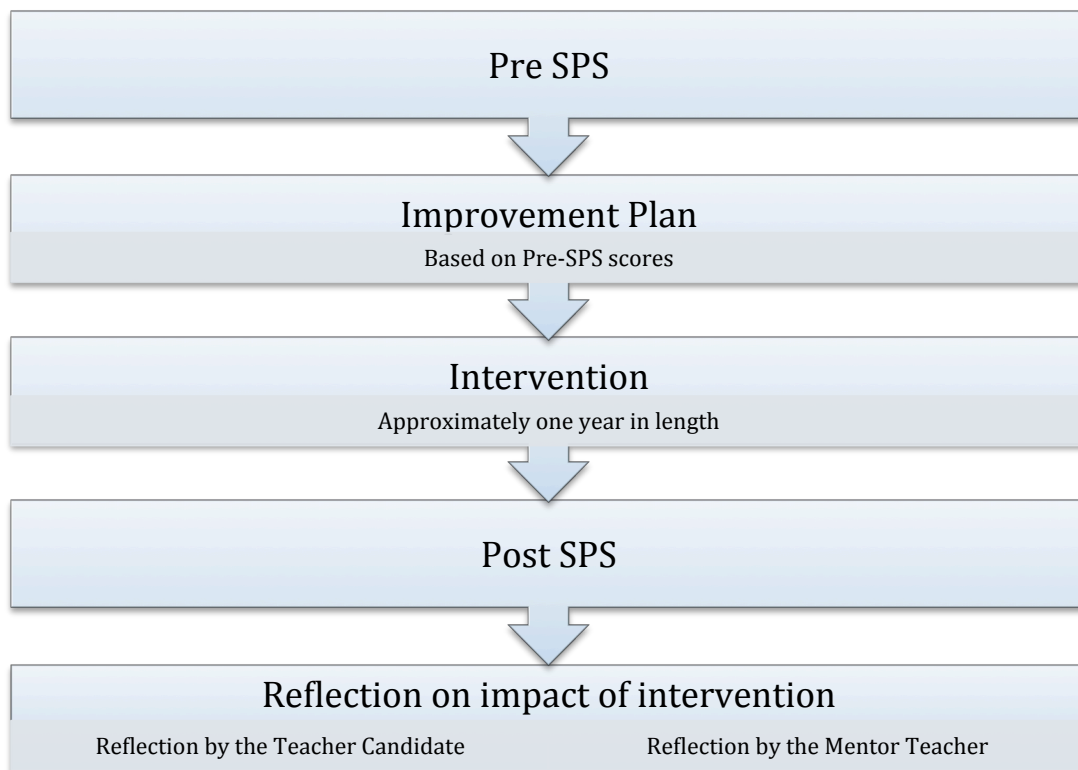 Pre SPS
Improvement Plan
Based on Pre-SPS scores
Intervention
Approximately one year in length
Post SPS
Reflection on impact of intervention
Reflection by the Teacher Candidate
Reflection by the Mentor Teacher